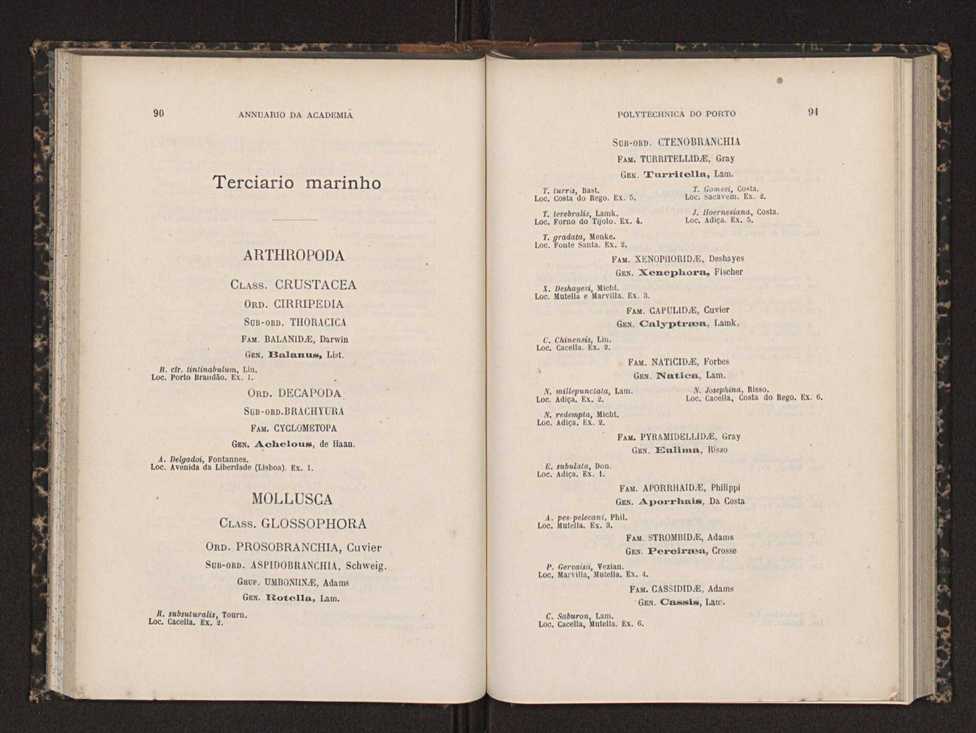 90
ANNUARIO DA ACADEMIA
Terciario marinho
ARTHROPODA
CLASS. CRUSTACEA
ORD. CIRRIPEDIA
SUB-ORD. THORACICA
FAM. BALANIDÆ, Darwin
GEN. Balanus, List.
B. cfr. tintinabulum, Lin.
Loc. Porto Brandão. Ex. 1.
ORD. DECAPODA
SUB-ORD. BRACHYURA
FAM. CYCLOMETOPA
GEN. Achelous, de Haan.
A. Delgadoi, Fontannes.
Loc. Avenida da Liberdade (Lisboa). Ex. 1.
MOLLUSCA
CLASS. GLOSSOPHORA
ORD. PROSOBRANCHIA, Cuvier
SUB-ORD. ASPIDOBRANCHIA, Schweig.
GRUP. UMBONIINÆ, Adams
GEN. Rotella, Lam.
R. subsuturalis, Tourn.
Loc. Cacella. Ex. 2.
POLYTECHNICA DO PORTO
91
SUB-ORD. CTENOBRANCHIA
FAM. TURRITELLIDÆ, Gray
GEN. Turritella, Lam.
T. turris, Bast.
Loc. Costa do Rego. Ex. 5.
T. Gomesi, Costa.
Loc. Sacavem. Ex. 2.
T. terebralis, Lamk.
Loc. Forno do Tijolo. Ex. 4.
J. Hoernesiana, Costa.
Loc. Adiça. Ex. 5.
T. gradata, Menke.
Loc. Fonte Santa. Ex. 2.
FAM. XENOPHORIDÆ, Deshayes
GEN. Xenophora, Fischer
X. Deshayesi, Micht.
Loc. Mutella e Marvilla. Ex. 3.
FAM. CAPULIDÆ, Cuvier
GEN. Calyptræa, Lamk.
C. Chinensis, Lin.
Loc. Cacella. Ex. 2.
FAM. NATICIDÆ, Forbes
GEN. Natica, Lam.
N. millepunctata, Lam.
Loc. Adiça. Ex. 2.
N. Josephina, Risso.
Loc. Cacella, Costa do Rego. Ex. 6.
N. redempta, Micht.
Loc. Adiça. Ex. 2.
FAM. PYRAMIDELLIDÆ, Gray
GEN. Eulima, Risso
E. subulata, Don.
Loc. Adiça. Ex. 1.
FAM. APORRHAIDÆ, Philippi
GEN. Aporrhais, Da Costa
A. pes-pelecani, Phil.
Loc. Mutella. Ex. 3.
FAM. STROMBIDÆ, Adams
GEN. Pereiræa, Crosse
P. Gervaisi, Vezian.
Loc, Marvilla, Mutella. Ex. 4.
FAM. CASSIDIDÆ, Adams
GEN. Cassis, Lam.
C. Saburon, Lam.
Loc. Cacella, Mutella. Ex. 6.